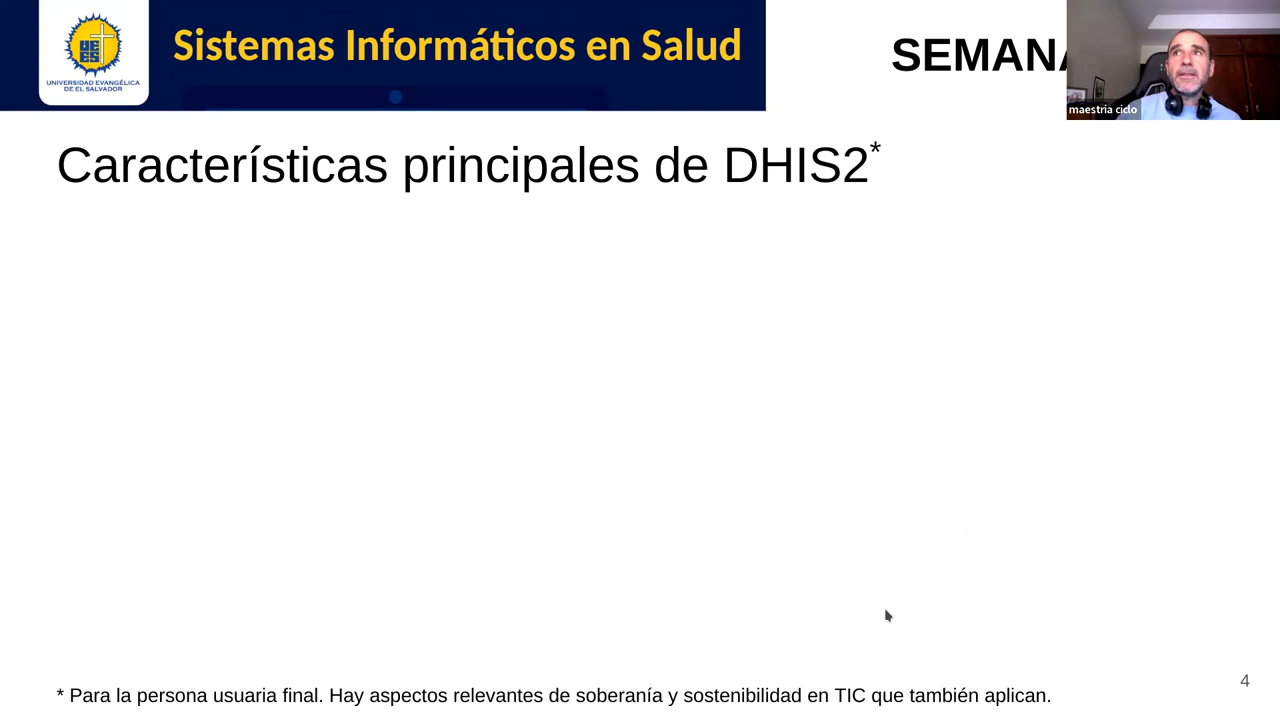 Sistemas Informáticos en Salud
UNIVERSIDAD EVANGÉLICA
DE EL SALVADOR
SEMANA
maestria ciclo
Características principales de DHIS2*
* Para la persona usuaria final. Hay aspectos relevantes de soberanía y sostenibilidad en TIC que también aplican.
4